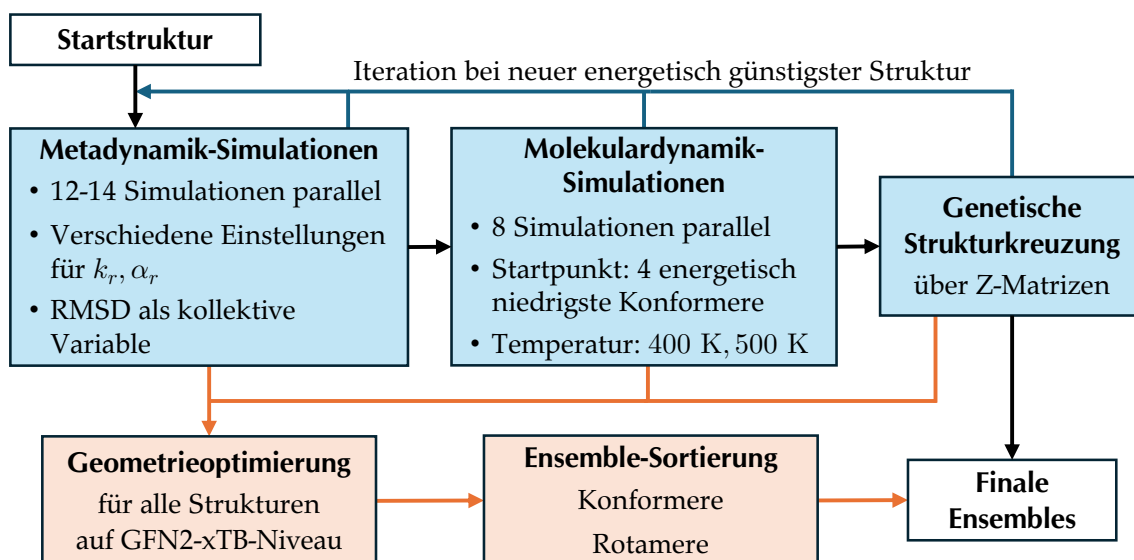 Startstruktur
Iteration bei neuer energetisch günstigster Struktur
Metadynamik-Simulationen
• 12-14 Simulationen parallel
• Verschiedene Einstellungen
für k_r, α_r
• RMSD als kollektive
Variable
Molekulardynamik-
Simulationen
• 8 Simulationen parallel
• Startpunkt: 4 energetisch
niedrigste Konformere
• Temperatur: 400 K, 500 K
Genetische
Strukturkreuzung
über Z-Matrizen
Geometrieoptimierung
für alle Strukturen
auf GFN2-xTB-Niveau
Ensemble-Sortierung
Konformere
Rotamere
Finale
Ensembles